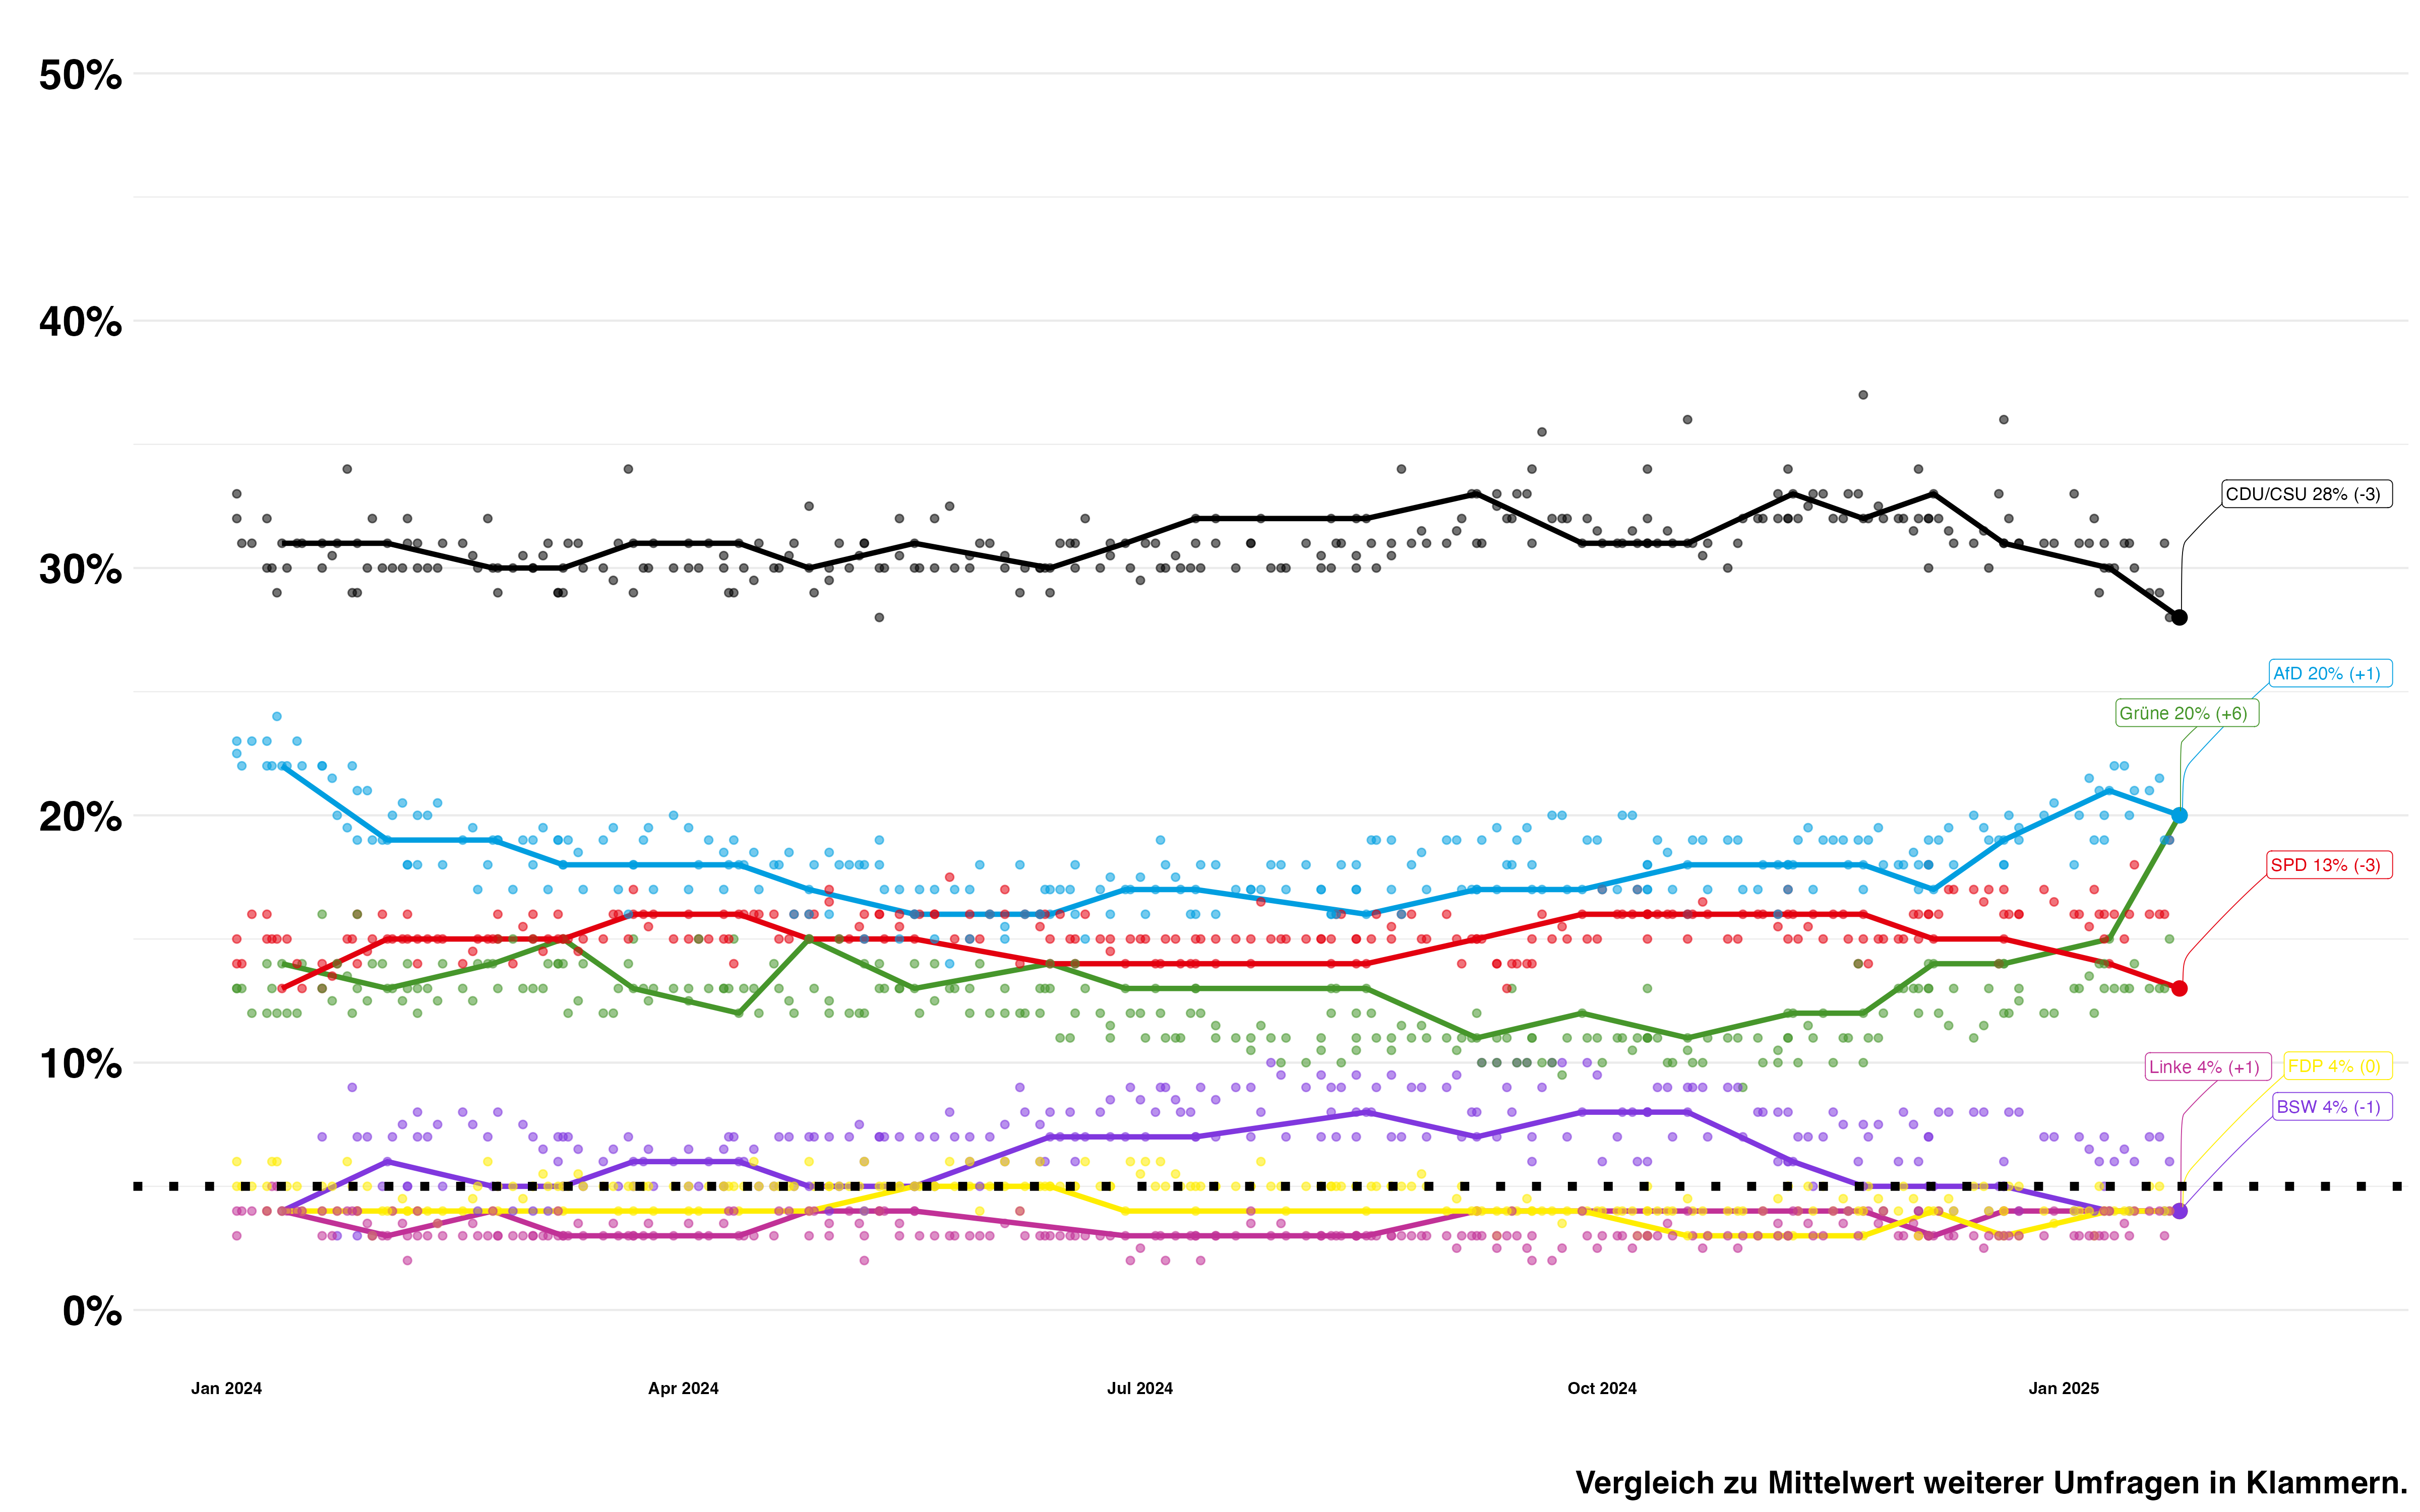 50%
40%
30%
20%
10%
0%
CDU/CSU 28% (-3)
AfD 20% (+1)
Grüne 20% (+6)
SPD 13% (-3)
Linke 4% (+1)
FDP 4% (0)
BSW 4% (-1)
Jan 2024
Apr 2024
Jul 2024
Oct 2024
Jan 2025
Vergleich zu Mittelwert weiterer Umfragen in Klammern.